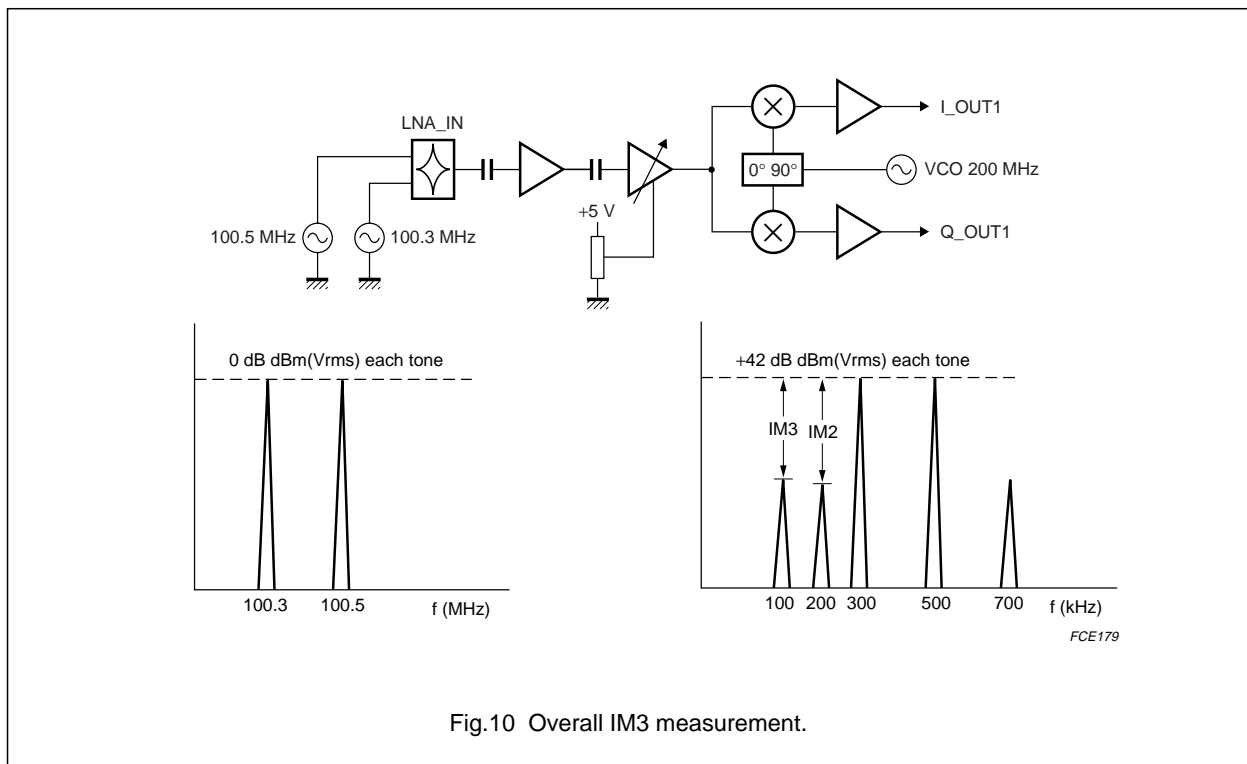 LNA_IN
I_OUT1
0° 90°
VCO 200 MHz
+5 V
100.5 MHz
100.3 MHz
Q_OUT1
0 dB dBm(Vrms) each tone
100.3
100.5
f (MHz)
+42 dB dBm(Vrms) each tone
IM3
IM2
100
200
300
500
700
f (kHz)
FCE179
Fig.10 Overall IM3 measurement.